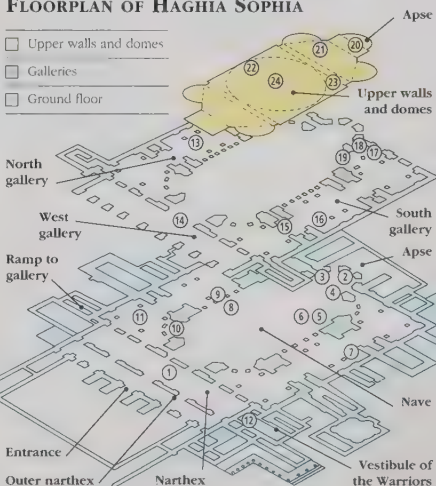 FLOORPLAN OF HAGHIA SOPHIA
Upper walls and domes
Galleries
Ground floor
Apse
20
21
22
24
23
Upper walls
and domes
13
18
17
19
North
gallery
West
gallery
14
15
16
South
gallery
Apse
Ramp to
gallery
3
2
4
9
8
6
5
11
10
7
1
Nave
12
Entrance
Outer narthex
Narthex
Vestibule of
the Warriors